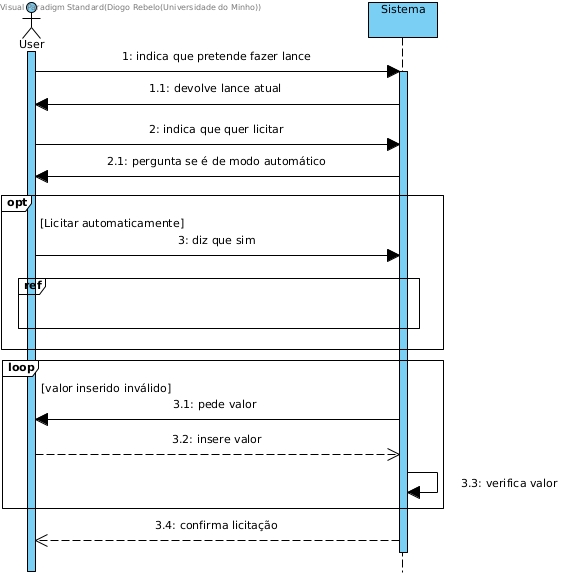 Visual Paradigm Standard(Diogo Rebelo(Universidade do Minho))
Sistema
User
1: indica que pretende fazer lance
1.1: devolve lance atual
2: indica que quer licitar
2.1: pergunta se é de modo automático
opt
[Licitar automaticamente]
3: diz que sim
ref
loop
[valor inserido inválido]
3.1: pede valor
3.2: insere valor
3.3: verifica valor
3.4: confirma licitação